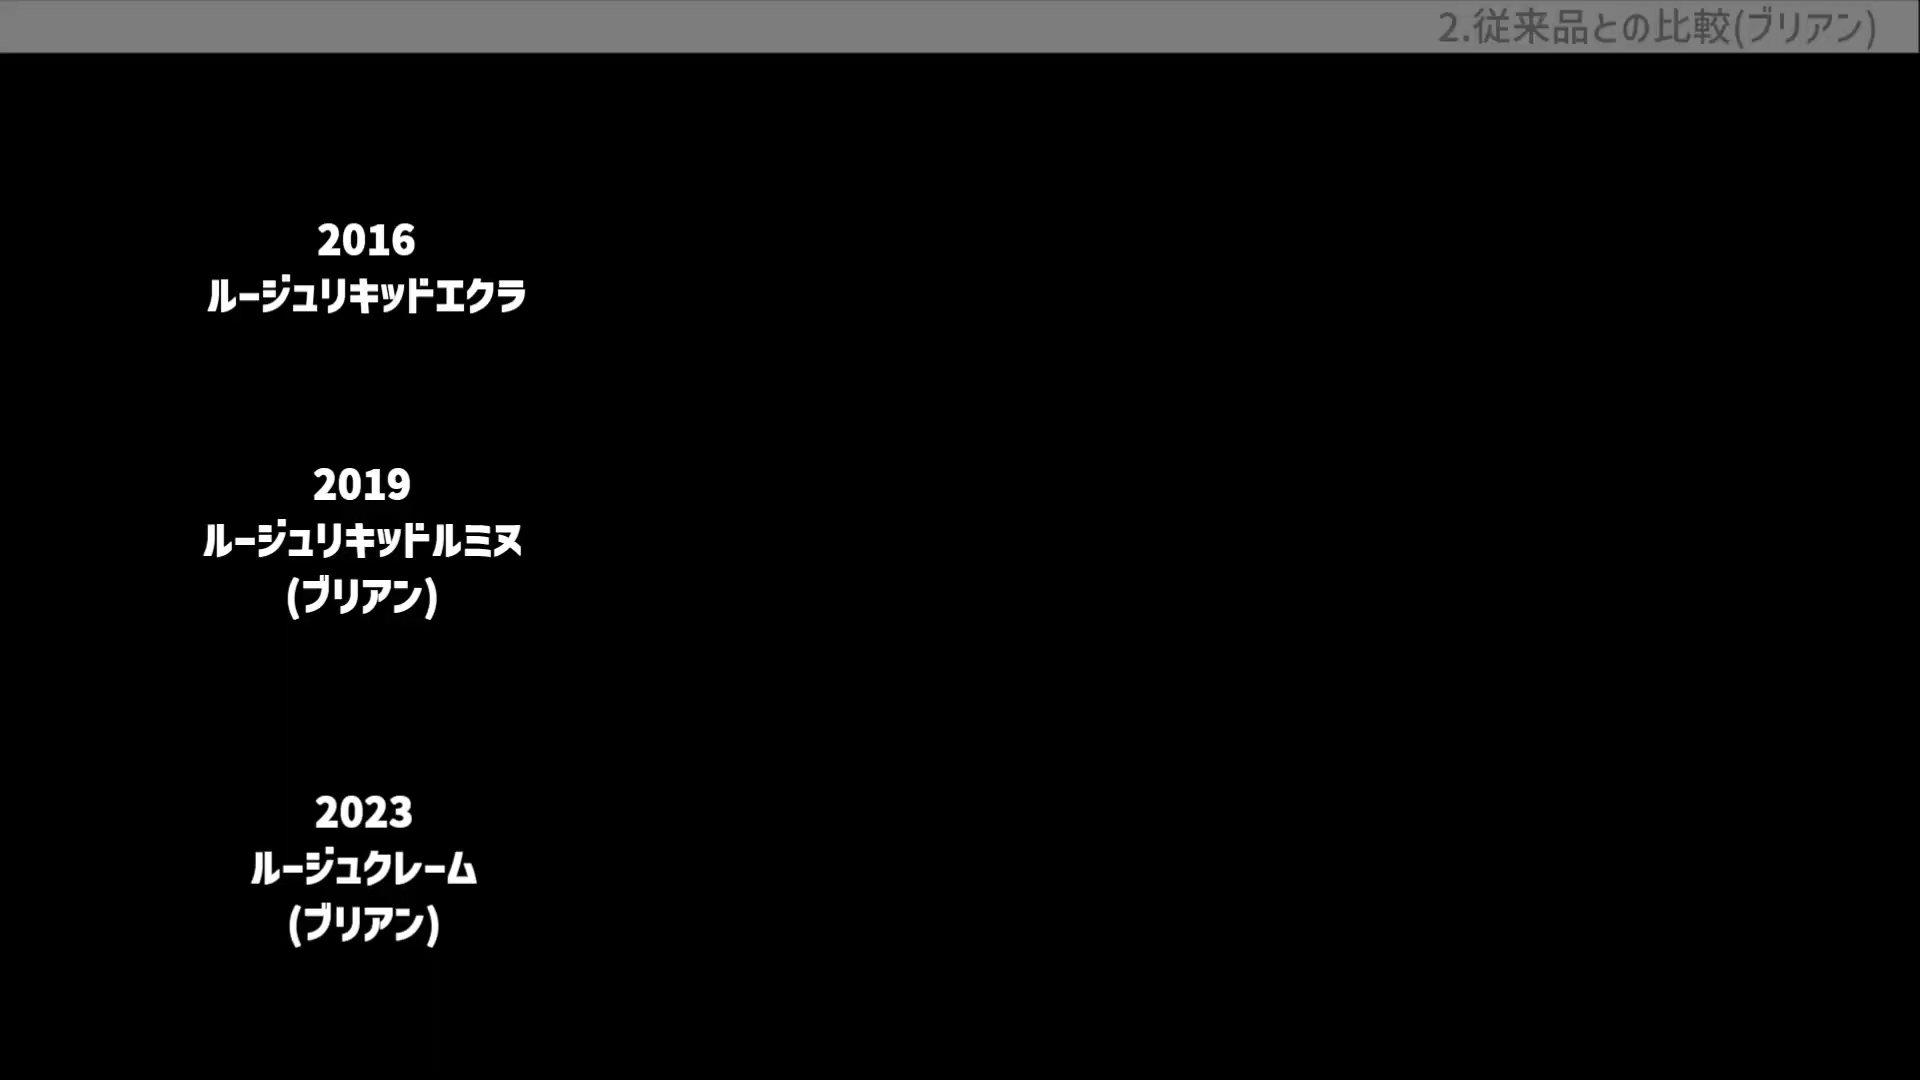 2.従来品との比較(ブリアン)
2016
ルージュリキッドエクラ
2019
ルージュリキッドルミヌ
(ブリアン)
2023
ルージュクレーム
(ブリアン)